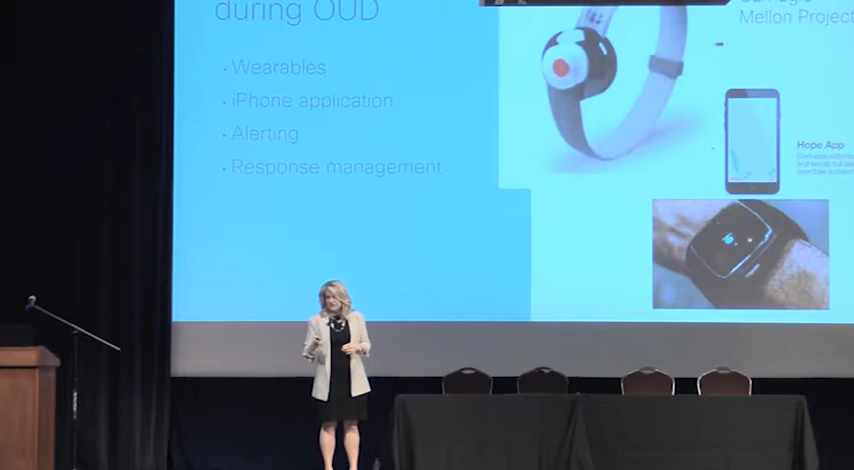 during OUD
· Wearables
· iPhone application
· Alerting
· Response management
Mellon Project
Hope App